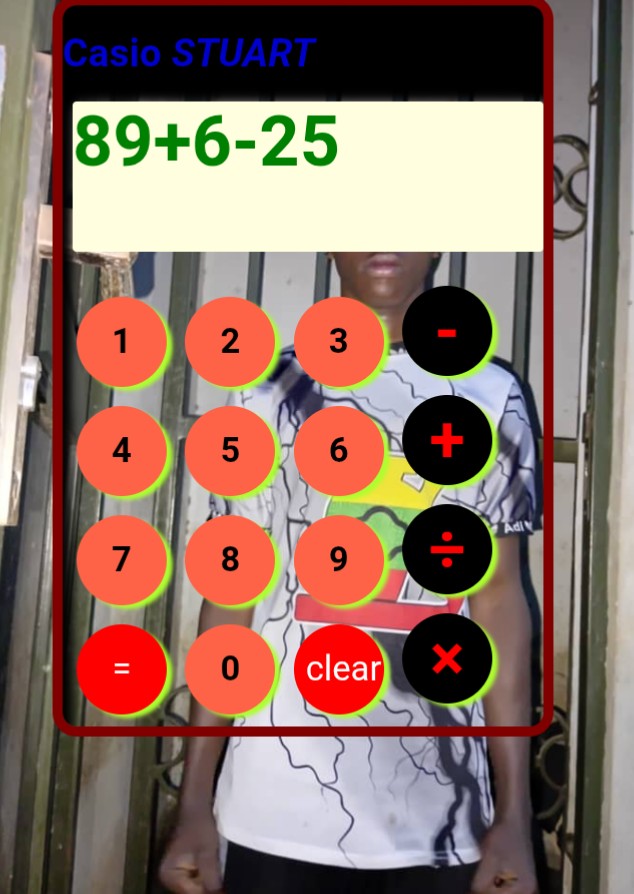 Casio STUART
89+6-25
1 2 3 -
4 5 6 +
7 8 9 ÷
= 0 clear ×